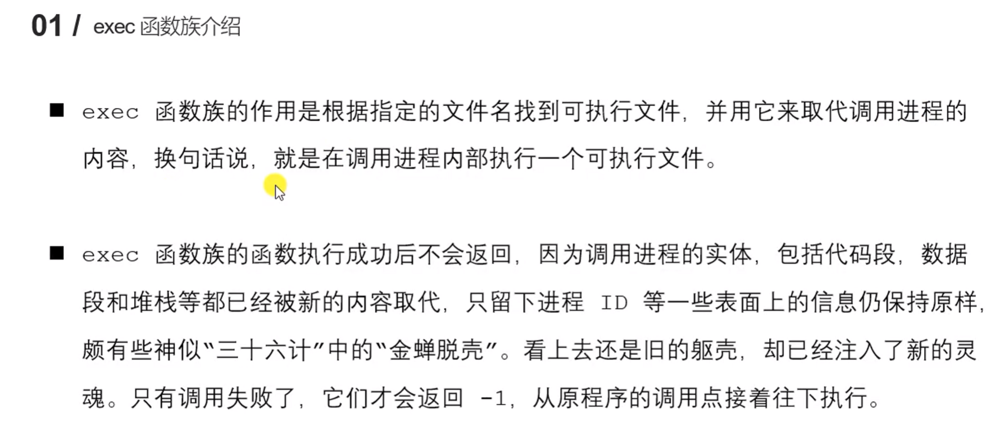 01 / exec 函数族介绍
■ exec 函数族的作用是根据指定的文件名找到可执行文件，并用它来取代调用进程的
内容，换句话说，就是在调用进程内部执行一个可执行文件。
■ exec 函数族的函数执行成功后不会返回，因为调用进程的实体，包括代码段，数据
段和堆栈等都已经被新的内容取代，只留下进程 ID 等一些表面上的信息仍保持原样，
颇有些神似“三十六计”中的“金蝉脱壳”。看上去还是旧的躯壳，却已经注入了新的灵
魂。只有调用失败了，它们才会返回 -1，从原程序的调用点接着往下执行。